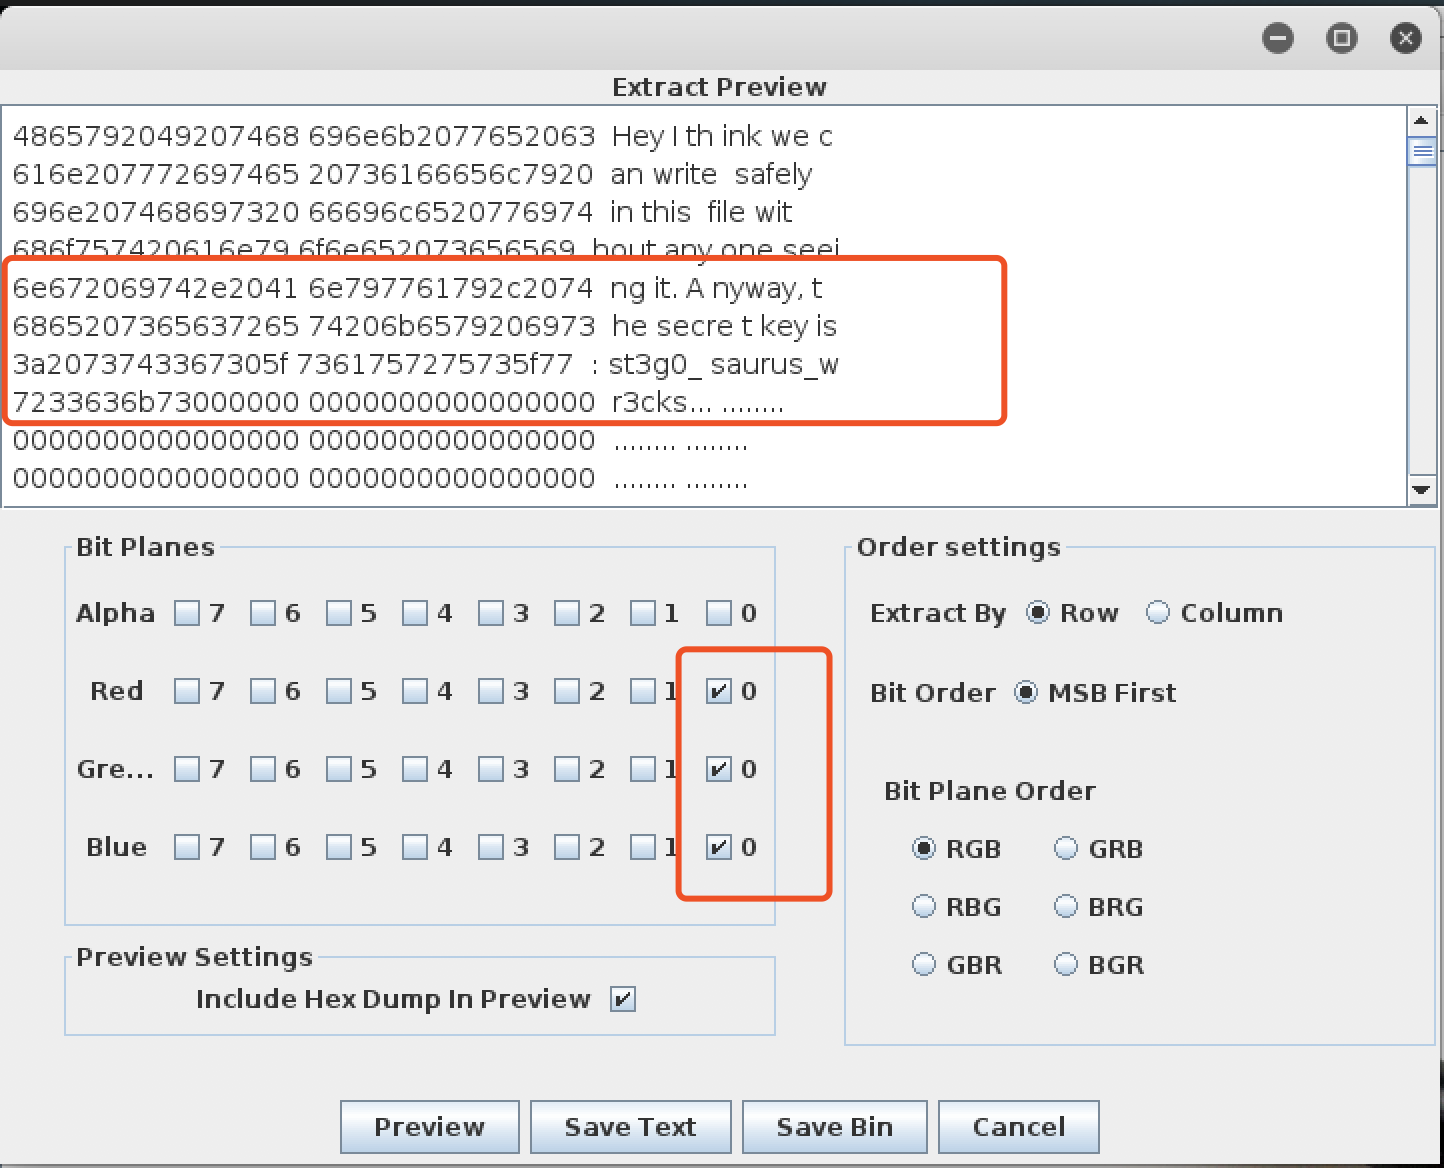 Extract Preview
4865792049207468 696e6b2077652063 Hey I th ink we c
616e207772697465 20736166656c7920 an write  safely
696e207468697320 66696c6520776974 in this  file wit
686f757420616e79 6f6e652073656569 hout any one seei
6e672069742e2041 6e797761792c2074 ng it. A nyway, t
6865207365637265 74206b6579206973 he secre t key is
3a2073743367305f 7361757275735f77 : st3g0_ saurus_w
7233636b73000000 0000000000000000 r3cks... ........
0000000000000000 0000000000000000 ........ ........
0000000000000000 0000000000000000 ........ ........
Bit Planes
Alpha 7 6 5 4 3 2 1 0
Red 7 6 5 4 3 2 1 0
Gre... 7 6 5 4 3 2 1 0
Blue 7 6 5 4 3 2 1 0
Preview Settings
Include Hex Dump In Preview
Order settings
Extract By Row Column
Bit Order MSB First
Bit Plane Order
RGB GRB
RBG BRG
GBR BGR
Preview Save Text Save Bin Cancel